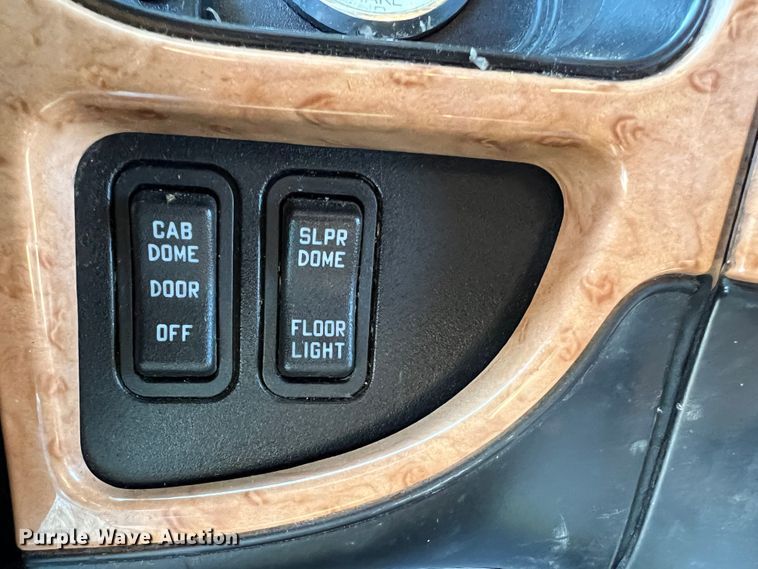 CAB
DOME
DOOR
OFF
SLPR
DOME
FLOOR
LIGHT
Purple Wave Auction